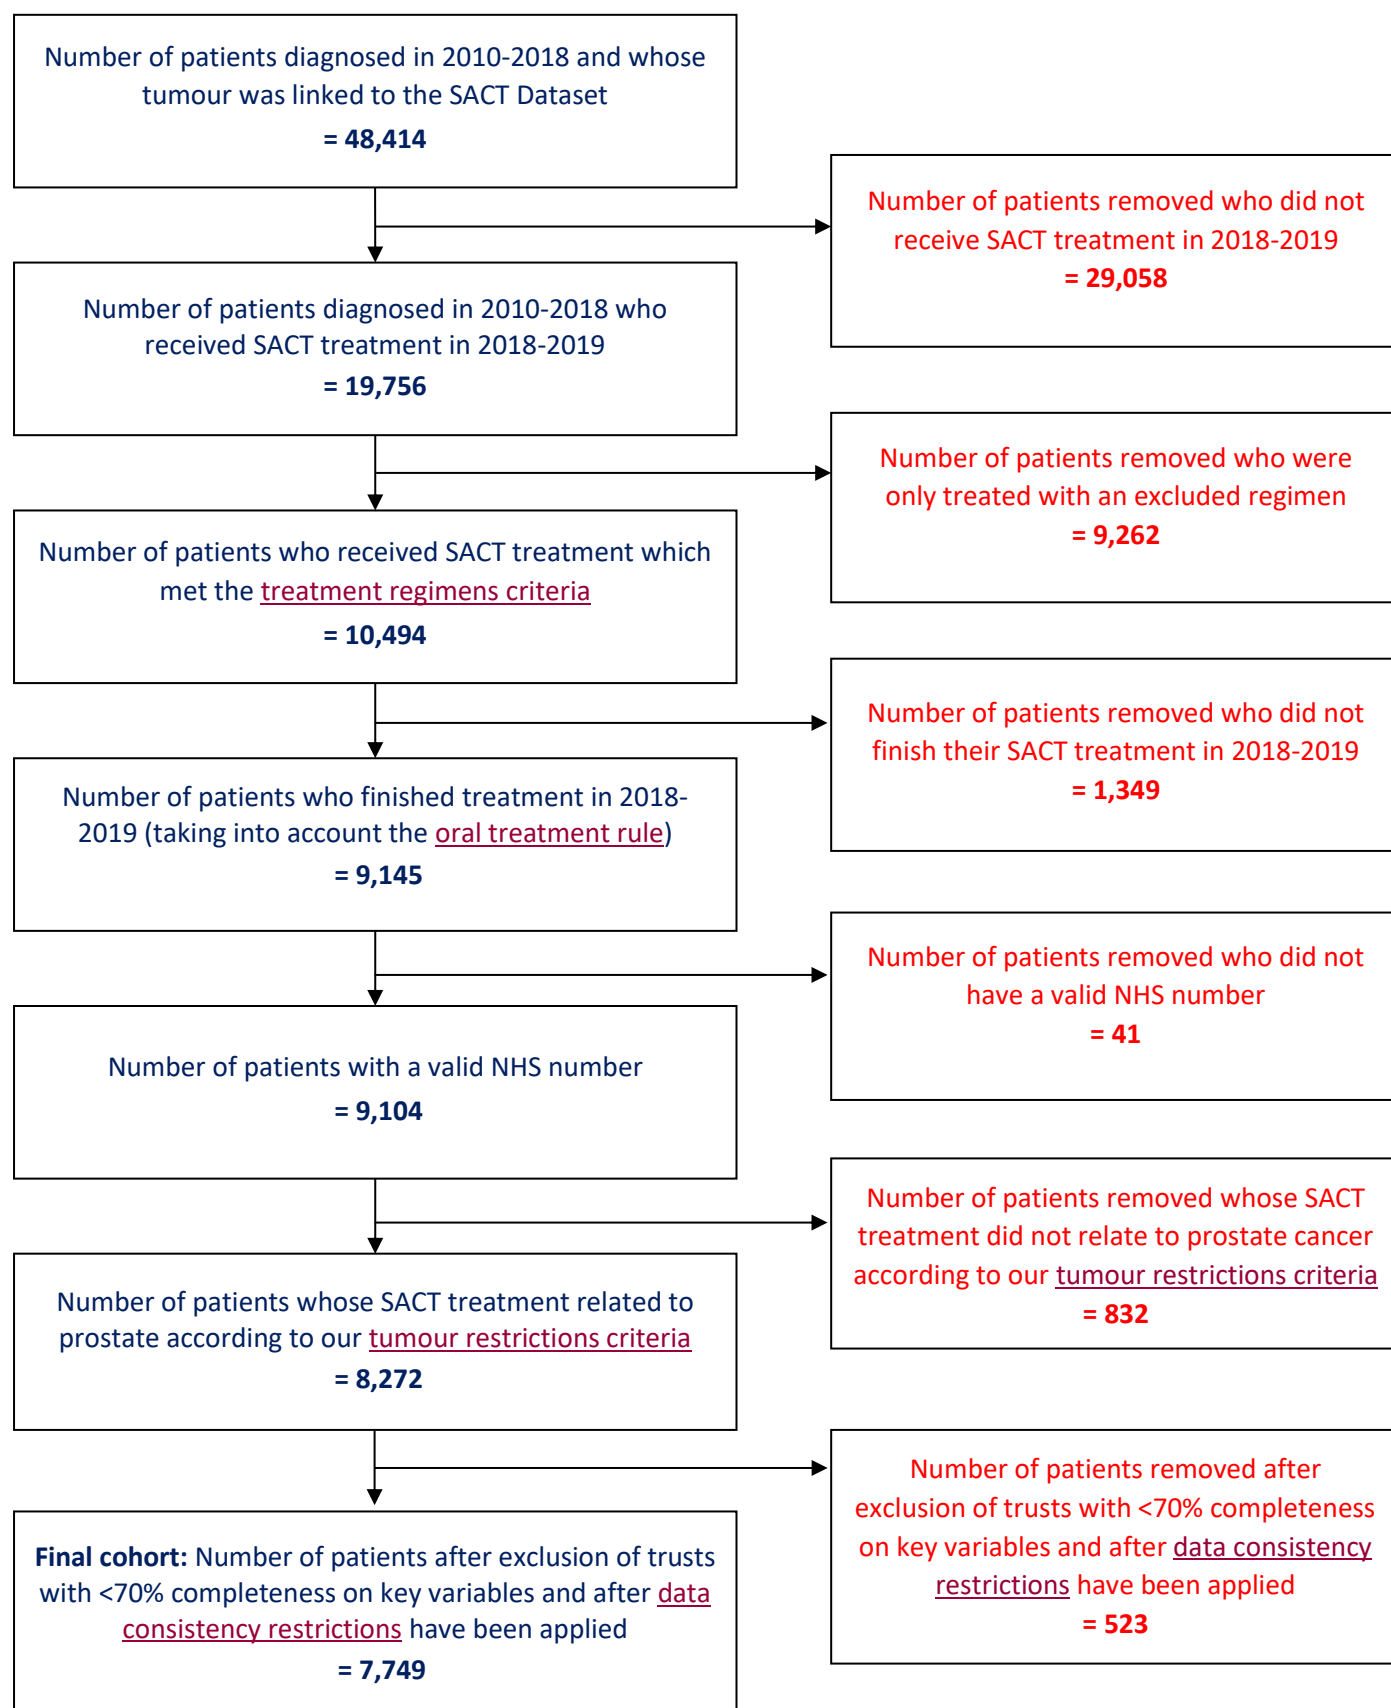 Number of patients diagnosed in 2010-2018 and whose
tumour was linked to the SACT Dataset
= 48,414
Number of patients removed who did not
receive SACT treatment in 2018-2019
= 29,058
Number of patients diagnosed in 2010-2018 who
received SACT treatment in 2018-2019
= 19,756
Number of patients removed who were
only treated with an excluded regimen
= 9,262
Number of patients who received SACT treatment which
met the treatment regimens criteria
= 10,494
Number of patients removed who did not
finish their SACT treatment in 2018-2019
= 1,349
Number of patients who finished treatment in 2018-
2019 (taking into account the oral treatment rule)
= 9,145
Number of patients removed who did not
have a valid NHS number
= 41
Number of patients with a valid NHS number
= 9,104
Number of patients removed whose SACT
treatment did not relate to prostate cancer
according to our tumour restrictions criteria
= 832
Number of patients whose SACT treatment related to
prostate according to our tumour restrictions criteria
= 8,272
Number of patients removed after
exclusion of trusts with <70% completeness
on key variables and after data consistency
restrictions have been applied
= 523
Final cohort: Number of patients after exclusion of trusts
with <70% completeness on key variables and after data
consistency restrictions have been applied
= 7,749